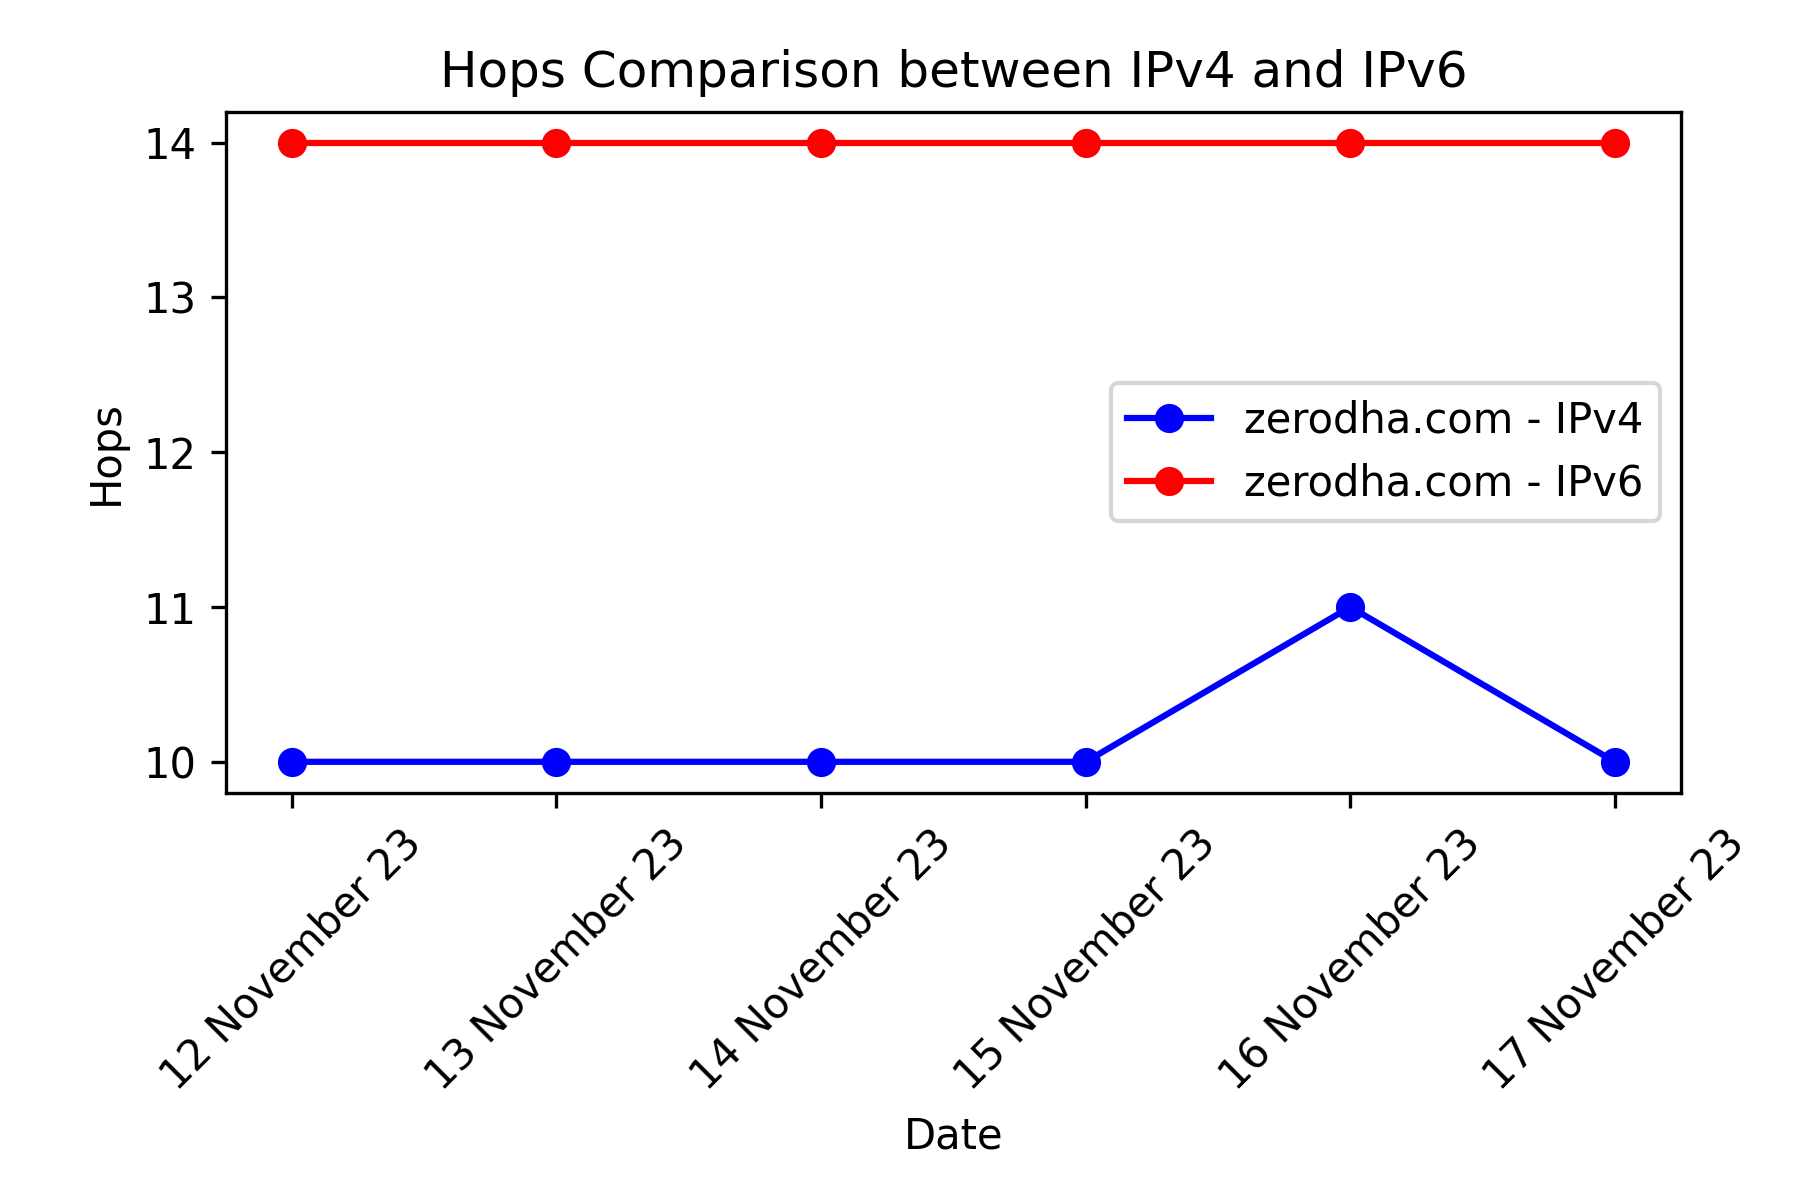 Hops Comparison between IPv4 and IPv6
Hops
14
13
12
11
10
zerodha.com - IPv4
zerodha.com - IPv6
12 November 23
13 November 23
14 November 23
15 November 23
16 November 23
17 November 23
Date